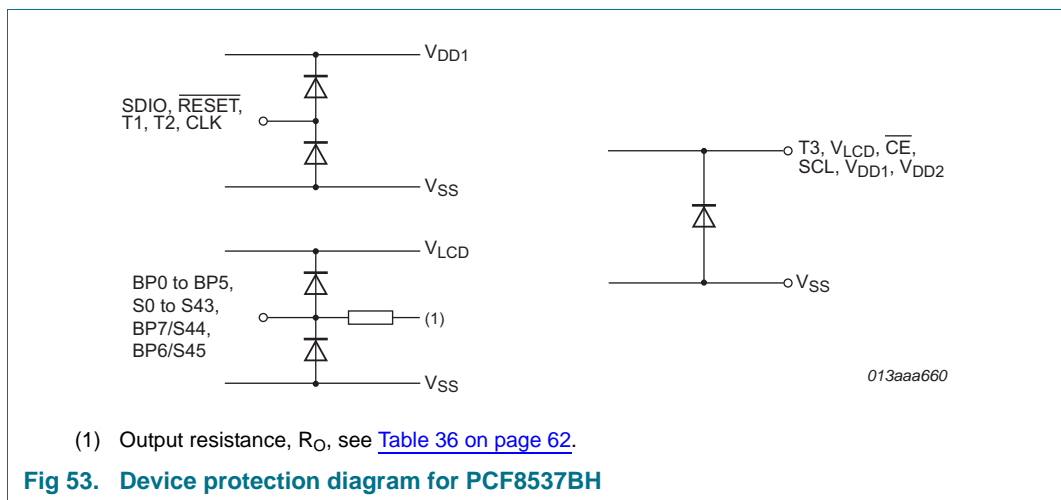 VDD1
SDIO, RESET,
T1, T2, CLK
VSS
VLCD
BP0 to BP5,
S0 to S43,
BP7/S44,
BP6/S45
(1)
VSS
T3, VLCD, CE,
SCL, VDD1, VDD2
VSS
013aaa660
(1) Output resistance, RO, see Table 36 on page 62.
Fig 53. Device protection diagram for PCF8537BH